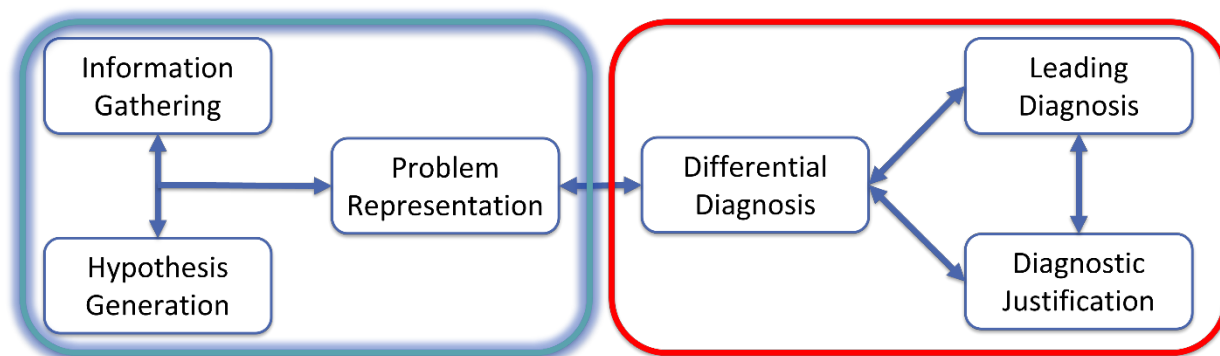 Information
Gathering
Hypothesis
Generation
Problem
Representation
Differential
Diagnosis
Leading
Diagnosis
Diagnostic
Justification